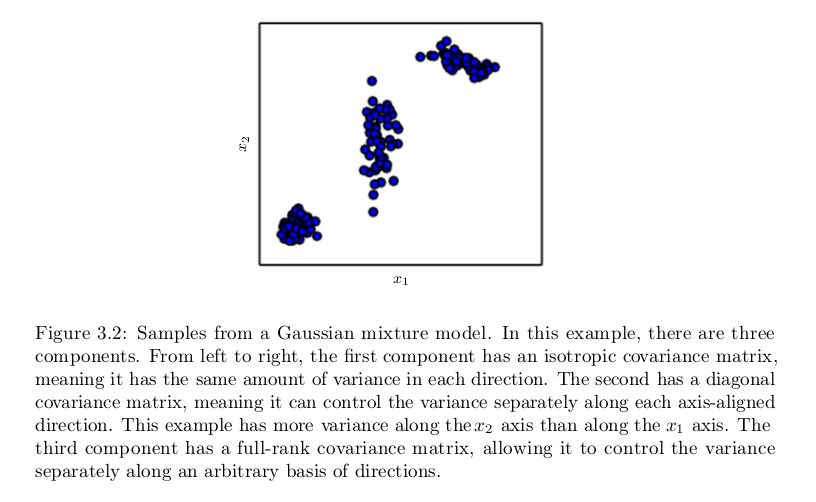 x₂
x₁
Figure 3.2: Samples from a Gaussian mixture model. In this example, there are three
components. From left to right, the first component has an isotropic covariance matrix,
meaning it has the same amount of variance in each direction. The second has a diagonal
covariance matrix, meaning it can control the variance separately along each axis-aligned
direction. This example has more variance along the x₂ axis than along the x₁ axis. The
third component has a full-rank covariance matrix, allowing it to control the variance
separately along an arbitrary basis of directions.